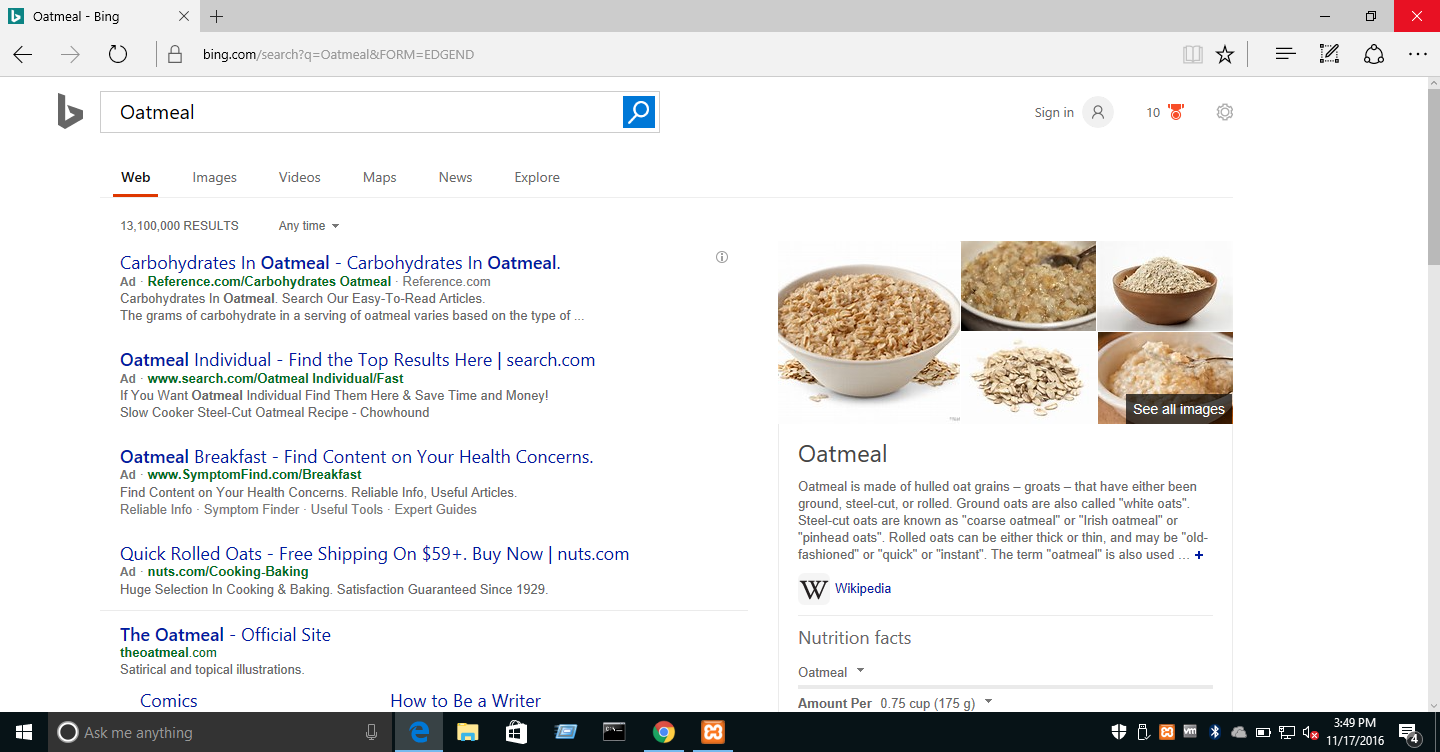 Oatmeal - Bing
bing.com/search?q=Oatmeal&FORM=EDGEND
Oatmeal
Sign in
10
Web Images Videos Maps News Explore
13,100,000 RESULTS Any time
Carbohydrates In Oatmeal - Carbohydrates In Oatmeal.
Ad · Reference.com/Carbohydrates Oatmeal · Reference.com
Carbohydrates In Oatmeal. Search Our Easy-To-Read Articles.
The grams of carbohydrate in a serving of oatmeal varies based on the type of ...
Oatmeal Individual - Find the Top Results Here | search.com
Ad · www.search.com/Oatmeal Individual/Fast
If You Want Oatmeal Individual Find Them Here & Save Time and Money!
Slow Cooker Steel-Cut Oatmeal Recipe - Chowhound
Oatmeal Breakfast - Find Content on Your Health Concerns.
Ad · www.SymptomFind.com/Breakfast
Find Content on Your Health Concerns. Reliable Info, Useful Articles.
Reliable Info · Symptom Finder · Useful Tools · Expert Guides
Quick Rolled Oats - Free Shipping On $59+. Buy Now | nuts.com
Ad · nuts.com/Cooking-Baking
Huge Selection In Cooking & Baking. Satisfaction Guaranteed Since 1929.
The Oatmeal - Official Site
theoatmeal.com
Satirical and topical illustrations.
Comics How to Be a Writer
See all images
Oatmeal
Oatmeal is made of hulled oat grains – groats – that have either been
ground, steel-cut, or rolled. Ground oats are also called "white oats".
Steel-cut oats are known as "coarse oatmeal" or "Irish oatmeal" or
"pinhead oats". Rolled oats can be either thick or thin, and may be "old-
fashioned" or "quick" or "instant". The term "oatmeal" is also used ... +
W Wikipedia
Nutrition facts
Oatmeal
Amount Per 0.75 cup (175 g)
Ask me anything
vm
3:49 PM
11/17/2016
4